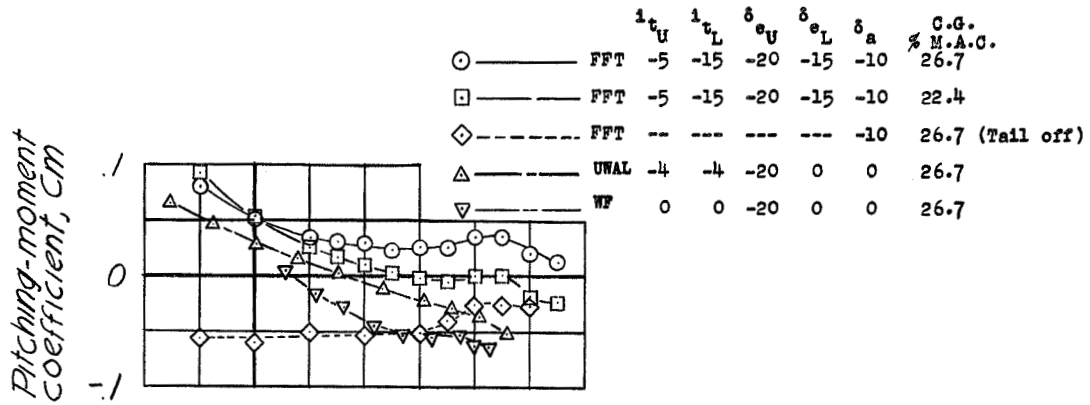 i_tU i_tL δ_eU δ_eL δ_a C.G. % M.A.C.
FFT -5 -15 -20 -15 -10 26.7
FFT -5 -15 -20 -15 -10 22.4
FFT -- --- --- --- -10 26.7 (Tail off)
UWAL -4 -4 -20 0 0 26.7
WF 0 0 -20 0 0 26.7
Pitching-moment
coefficient, Cm
.1
0
-.1